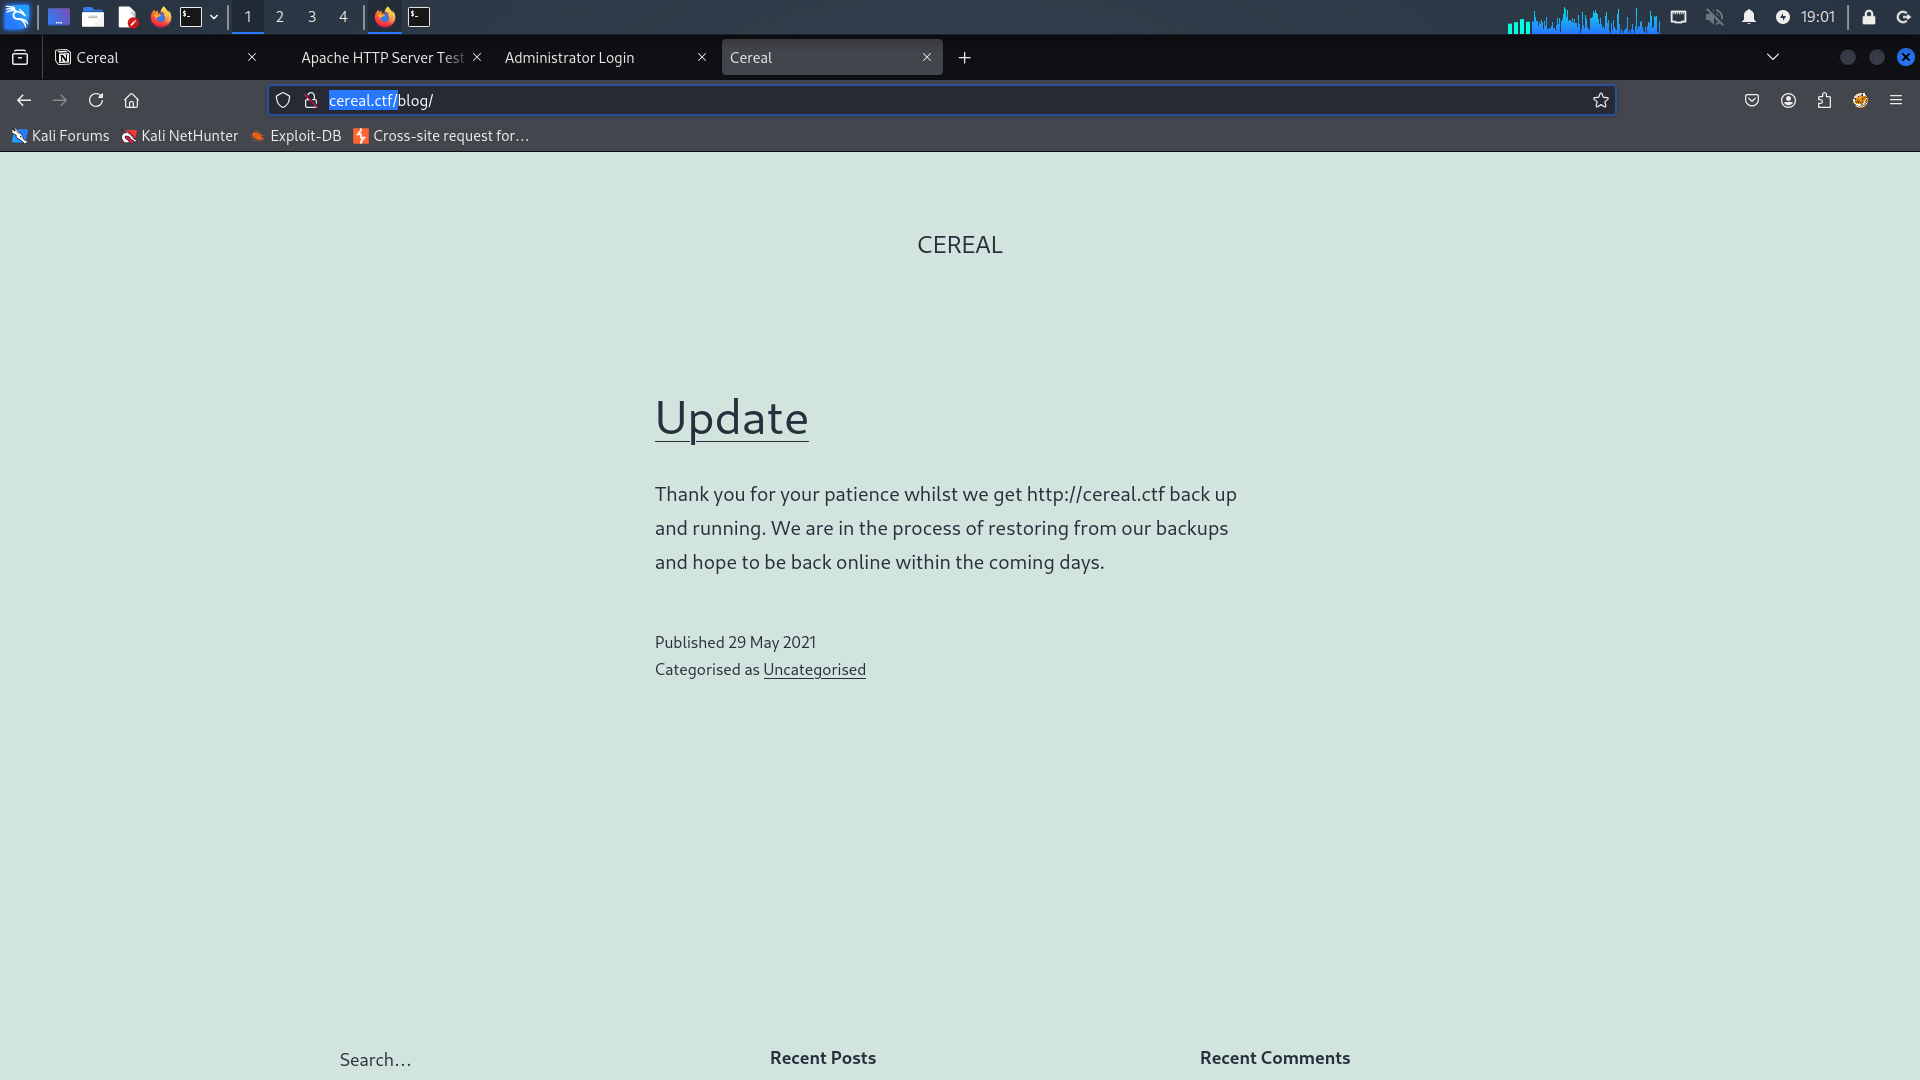 1 2 3 4 19:01
Cereal Apache HTTP Server Test Administrator Login Cereal
cereal.ctf/blog/
Kali Forums Kali NetHunter Exploit-DB Cross-site request for…
CEREAL
Update
Thank you for your patience whilst we get http://cereal.ctf back up
and running. We are in the process of restoring from our backups
and hope to be back online within the coming days.
Published 29 May 2021
Categorised as Uncategorised
Search… Recent Posts Recent Comments